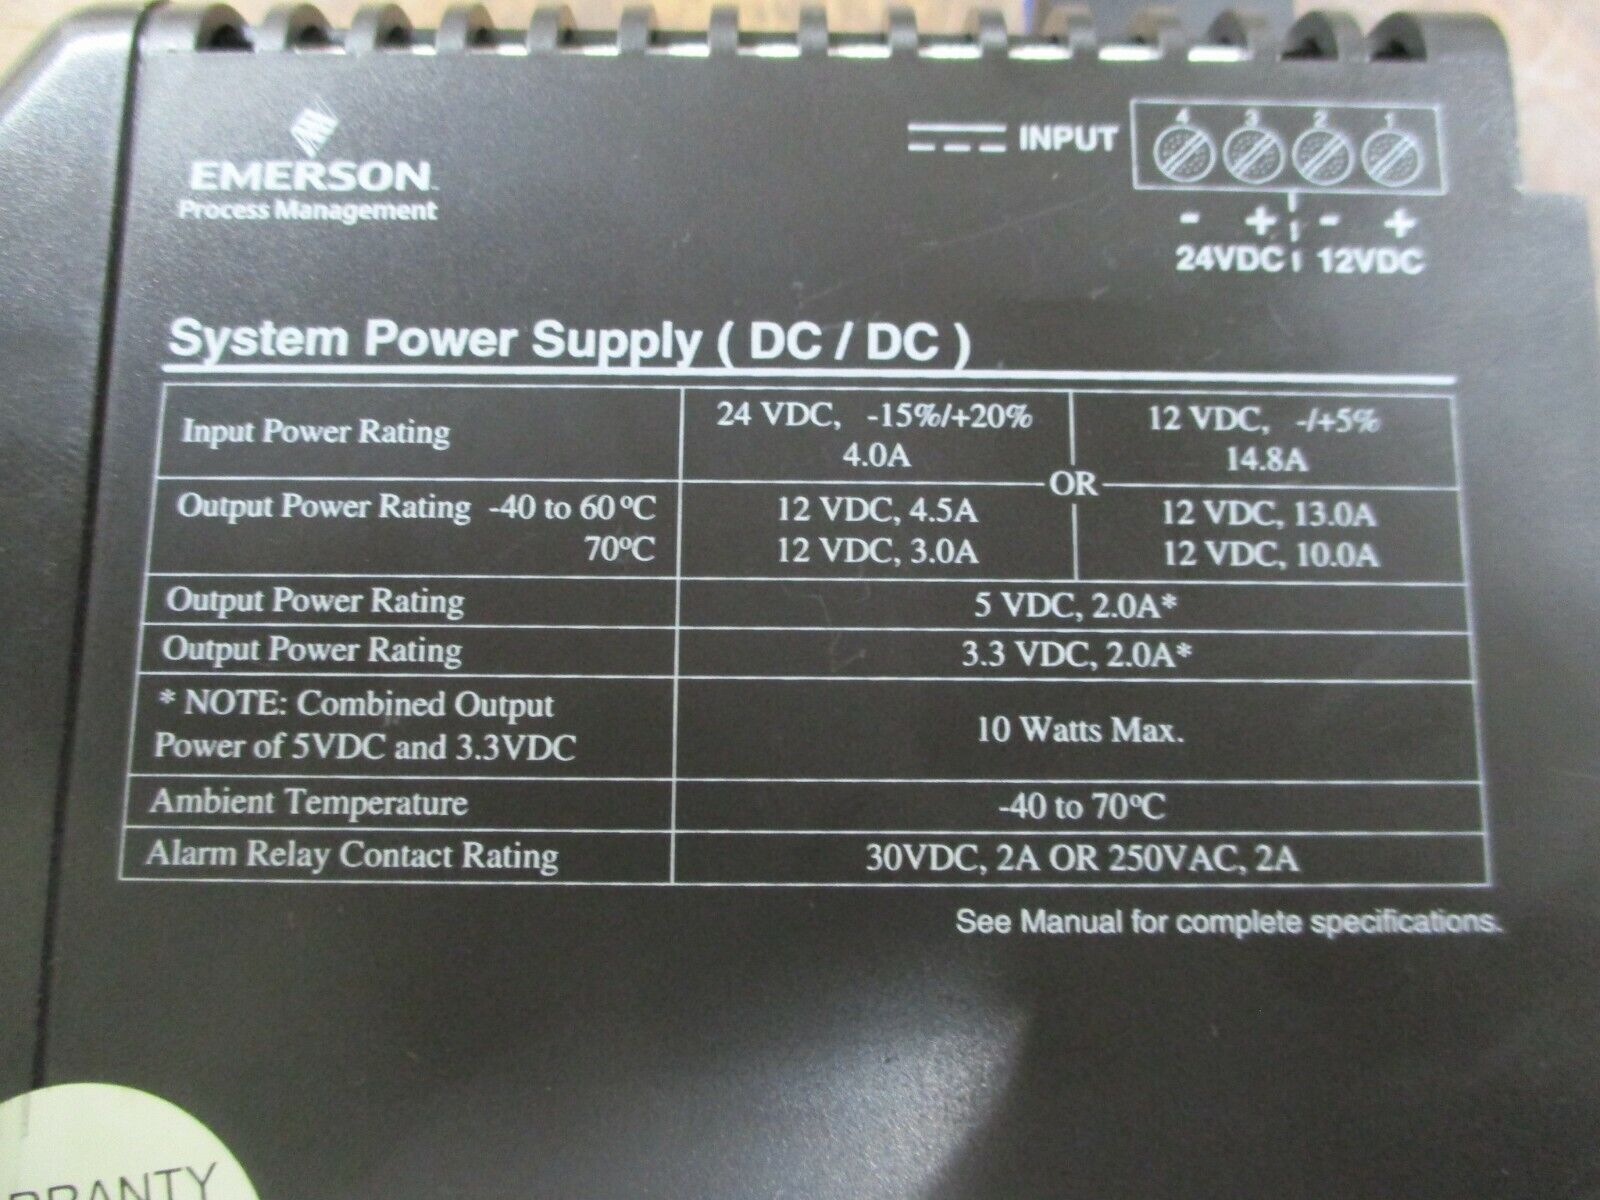 EMERSON
Process Management
INPUT
4 3 2 1
- + - +
24VDC 12VDC
System Power Supply ( DC / DC )
Input Power Rating
24 VDC, -15%/+20%
4.0A
12 VDC, -/+5%
14.8A
OR
Output Power Rating -40 to 60ºC
70ºC
12 VDC, 4.5A
12 VDC, 3.0A
12 VDC, 13.0A
12 VDC, 10.0A
Output Power Rating
5 VDC, 2.0A*
Output Power Rating
3.3 VDC, 2.0A*
* NOTE: Combined Output
Power of 5VDC and 3.3VDC
10 Watts Max.
Ambient Temperature
-40 to 70ºC
Alarm Relay Contact Rating
30VDC, 2A OR 250VAC, 2A
See Manual for complete specifications.